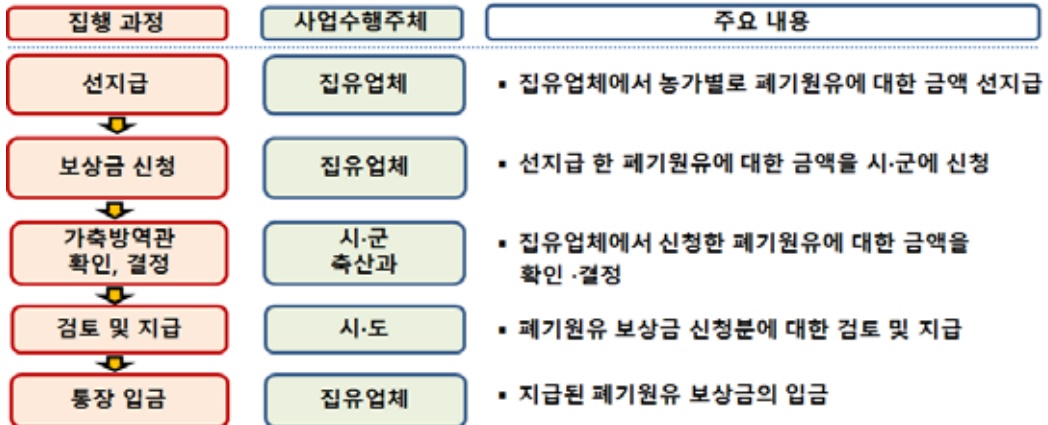 집행 과정
사업수행주체
주요 내용
선지급
집유업체
▪ 집유업체에서 농가별로 폐기원유에 대한 금액 선지급
보상금 신청
집유업체
▪ 선지급 한 폐기원유에 대한 금액을 시·군에 신청
가축방역관
확인, 결정
시·군
축산과
▪ 집유업체에서 신청한 폐기원유에 대한 금액을
확인 ·결정
검토 및 지급
시·도
▪ 폐기원유 보상금 신청분에 대한 검토 및 지급
통장 입금
집유업체
▪ 지급된 폐기원유 보상금의 입금